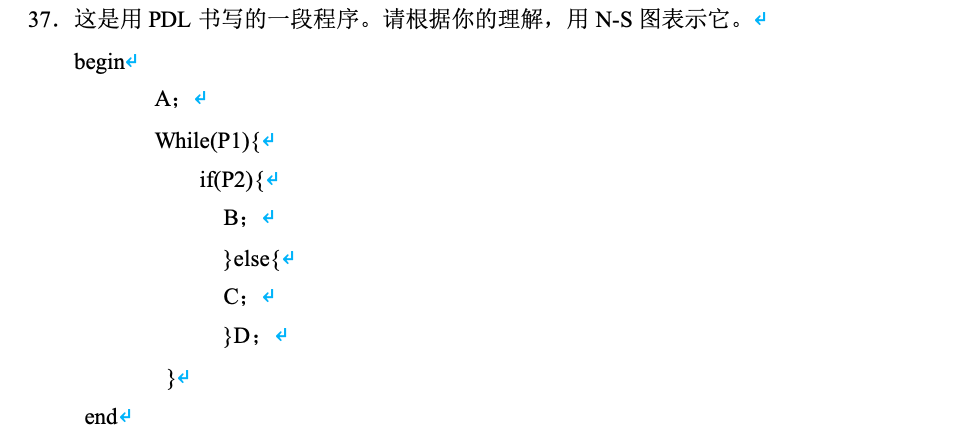 37. 这是用 PDL 书写的一段程序。请根据你的理解，用 N-S 图表示它。
begin
A；
While(P1){
if(P2){
B；
}else{
C；
}D；
}
end